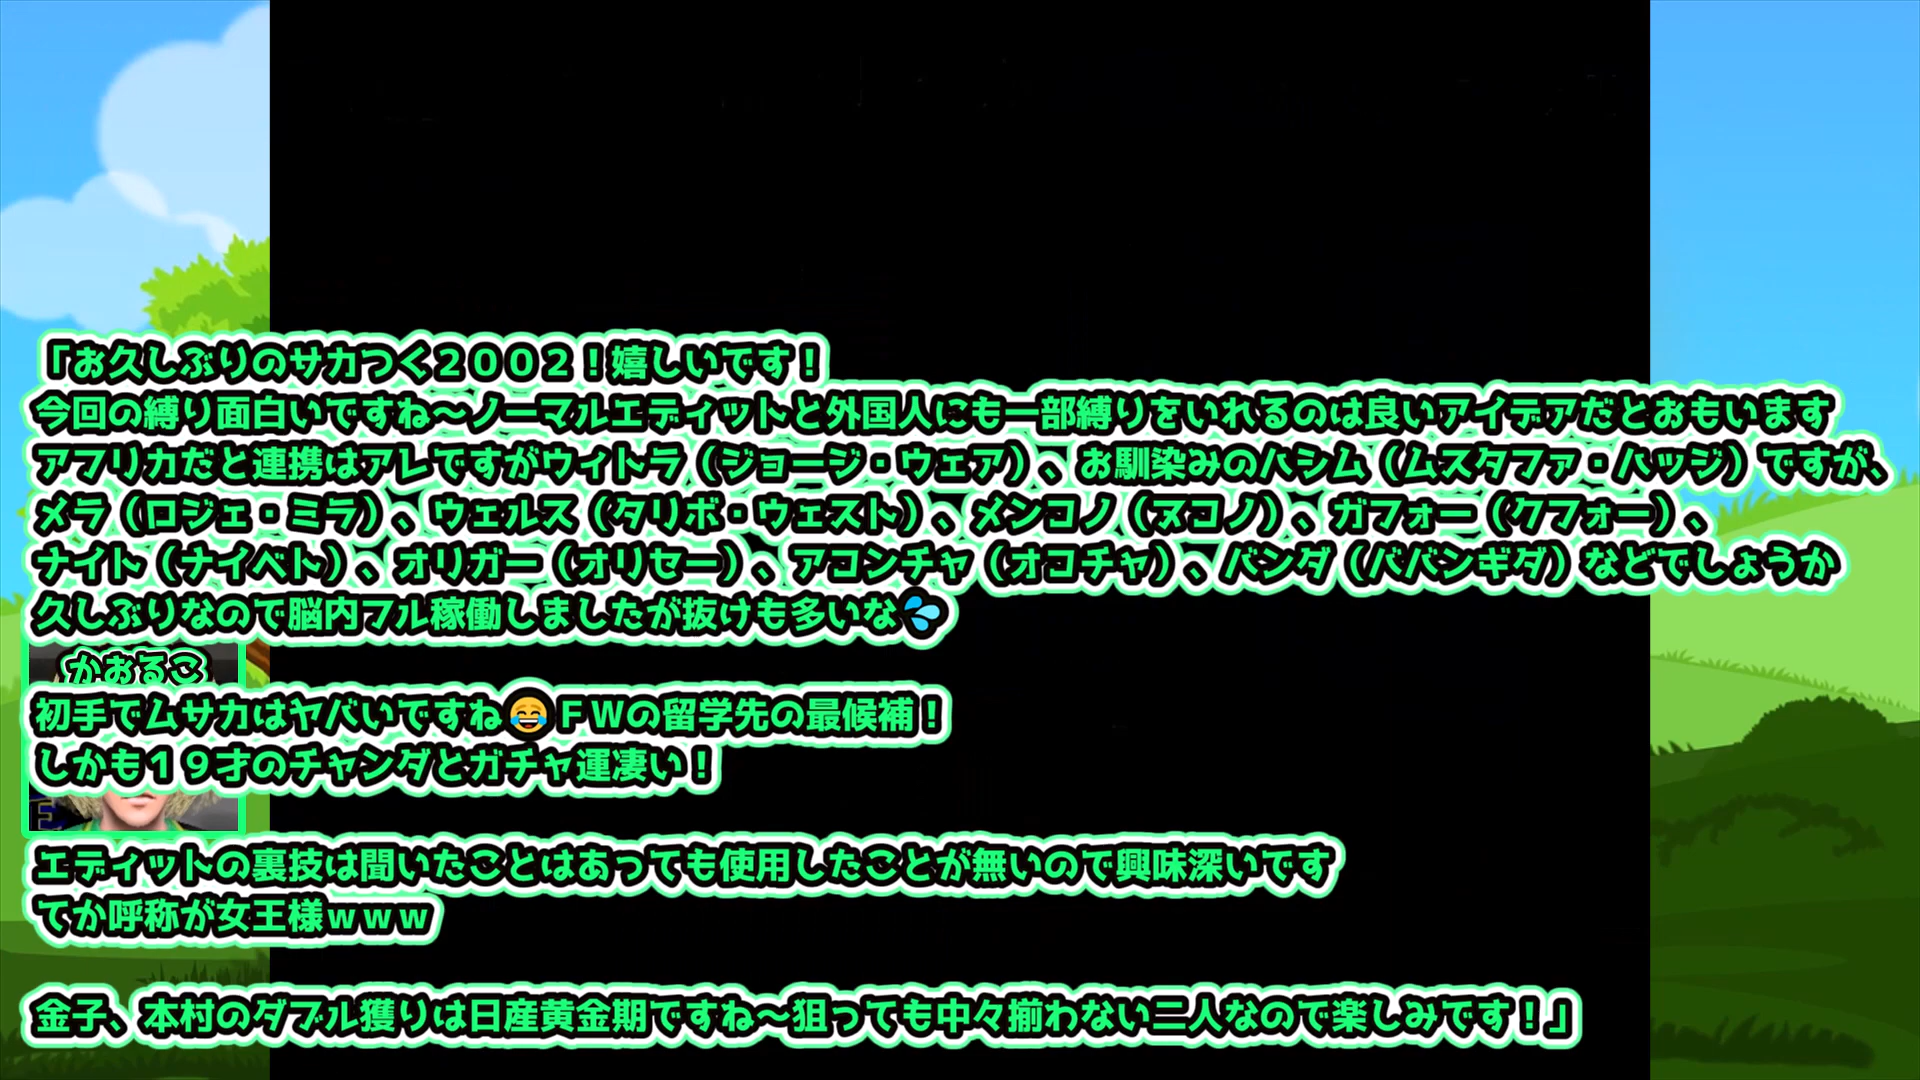 「お久しぶりのサカつく２００２！嬉しいです！
今回の縛り面白いですね～ノーマルエディットと外国人にも一部縛りをいれるのは良いアイデアだとおもいます
アフリカだと連携はアレですがウィトラ（ジョージ・ウェア）、お馴染みのハシム（ムスタファ・ハッジ）ですが、
メラ（ロジェ・ミラ）、ウェルス（タリボ・ウェスト）、メンコノ（ヌコノ）、ガフォー（クフォー）、
ナイト（ナイベト）、オリガー（オリセー）、アコンチャ（オコチャ）、バンダ（ババンギダ）などでしょうか
久しぶりなので脳内フル稼働しましたが抜けも多いな💦
かおるこ
初手でムサカはヤバいですね😂ＦＷの留学先の最候補！
しかも１９才のチャンダとガチャ運凄い！
エディットの裏技は聞いたことはあっても使用したことが無いので興味深いです
てか呼称が女王様ｗｗｗ
金子、本村のダブル獲りは日産黄金期ですね～狙っても中々揃わない二人なので楽しみです！」